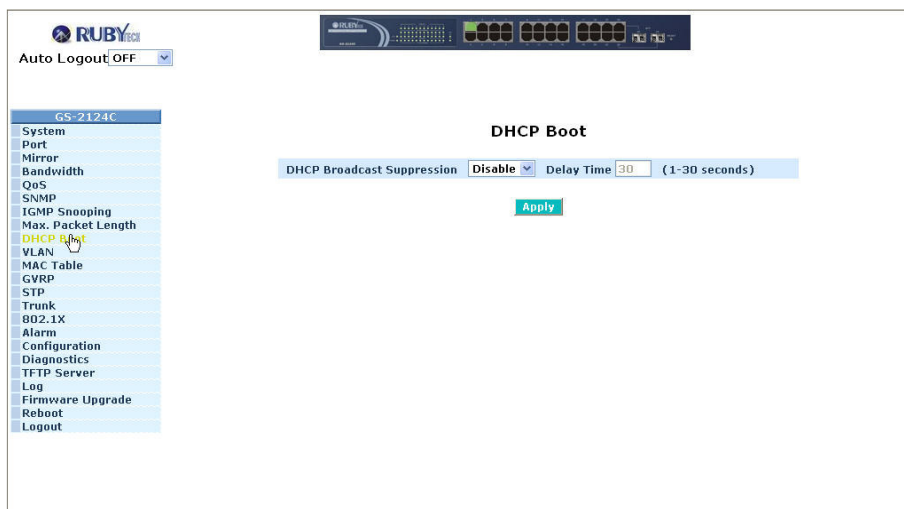 RUBYTECH
Auto Logout OFF
GS-2124C
System
Port
Mirror
Bandwidth
QoS
SNMP
IGMP Snooping
Max. Packet Length
DHCP Boot
VLAN
MAC Table
GVRP
STP
Trunk
802.1X
Alarm
Configuration
Diagnostics
TFTP Server
Log
Firmware Upgrade
Reboot
Logout
DHCP Boot
DHCP Broadcast Suppression Disable Delay Time 30 (1-30 seconds)
Apply